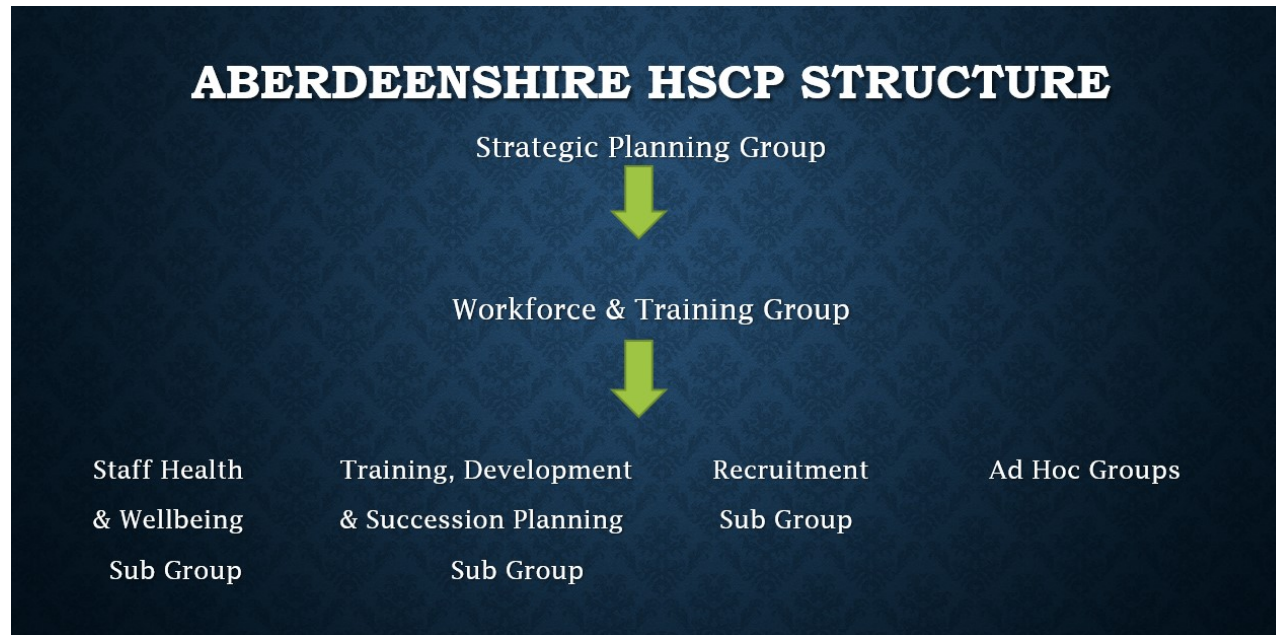 ABERDEENSHIRE HSCP STRUCTURE
Strategic Planning Group
Workforce & Training Group
Staff Health
& Wellbeing
Sub Group
Training, Development
& Succession Planning
Sub Group
Recruitment
Sub Group
Ad Hoc Groups